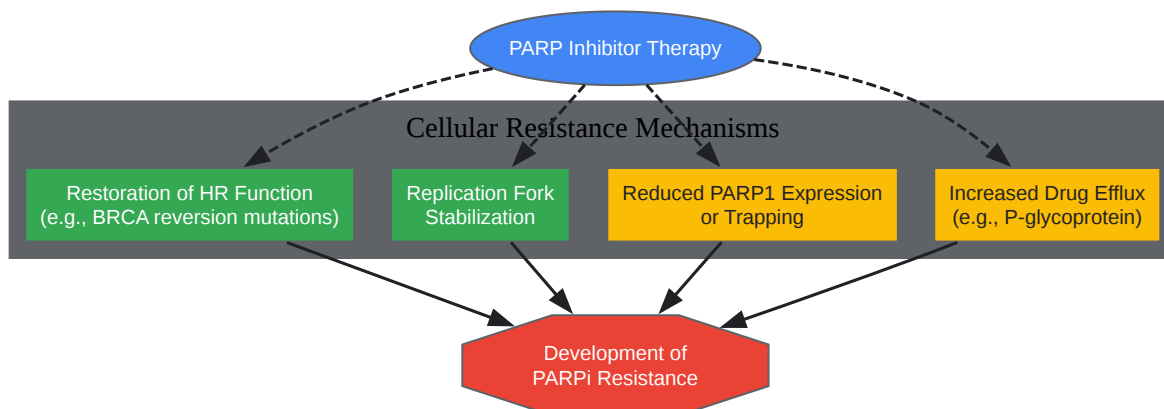 PARP Inhibitor Therapy
Cellular Resistance Mechanisms
Restoration of HR Function
(e.g., BRCA reversion mutations)
Replication Fork
Stabilization
Reduced PARP1 Expression
or Trapping
Increased Drug Efflux
(e.g., P-glycoprotein)
Development of
PARPi Resistance